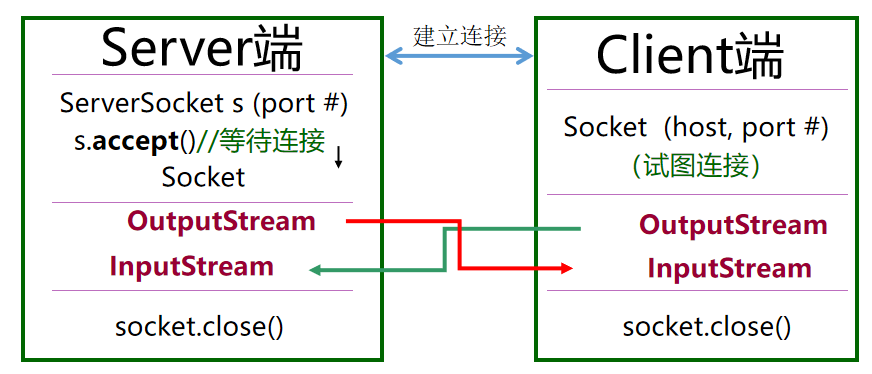 Server端
ServerSocket s (port #)
s.accept()//等待连接
Socket
OutputStream
InputStream
socket.close()
建立连接
Client端
Socket (host, port #)
(试图连接）
OutputStream
InputStream
socket.close()